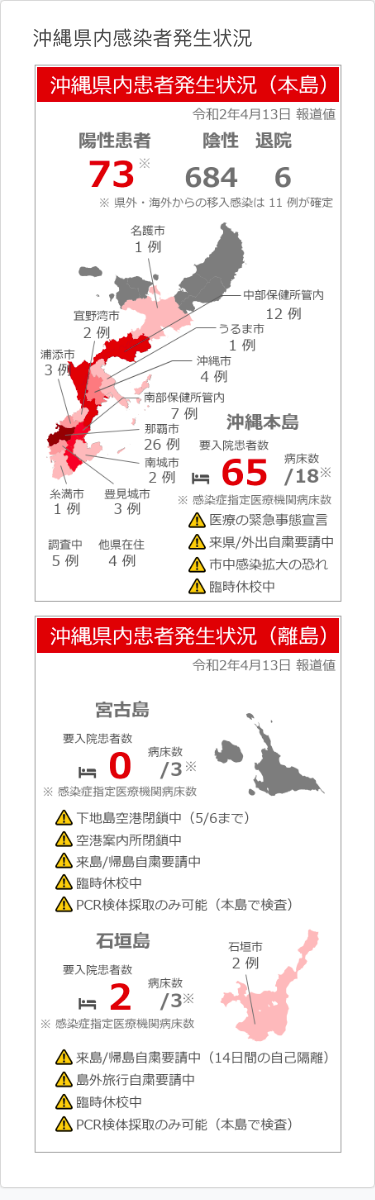 沖縄県内感染者発生状況
沖縄県内患者発生状況（本島）
令和2年4月13日 報道値
陽性患者 陰性 退院
73※ 684 6
※ 県外・海外からの移入感染は 11 例が確定
名護市
1 例
中部保健所管内
12 例
宜野湾市
2 例
うるま市
1 例
沖縄市
4 例
浦添市
3 例
南部保健所管内
7 例
那覇市
26 例
南城市
2 例
糸満市
1 例
豊見城市
3 例
調査中
5 例
他県在住
4 例
沖縄本島
要入院患者数
65
病床数
/18※
※ 感染症指定医療機関病床数
医療の緊急事態宣言
来県/外出自粛要請中
市中感染拡大の恐れ
臨時休校中
沖縄県内患者発生状況（離島）
令和2年4月13日 報道値
宮古島
要入院患者数
0
病床数
/3※
※ 感染症指定医療機関病床数
下地島空港閉鎖中（5/6まで）
空港案内所閉鎖中
来島/帰島自粛要請中
臨時休校中
PCR検体採取のみ可能（本島で検査）
石垣島
要入院患者数
2
病床数
/3※
※ 感染症指定医療機関病床数
石垣市
2 例
来島/帰島自粛要請中（14日間の自己隔離）
島外旅行自粛要請中
臨時休校中
PCR検体採取のみ可能（本島で検査）